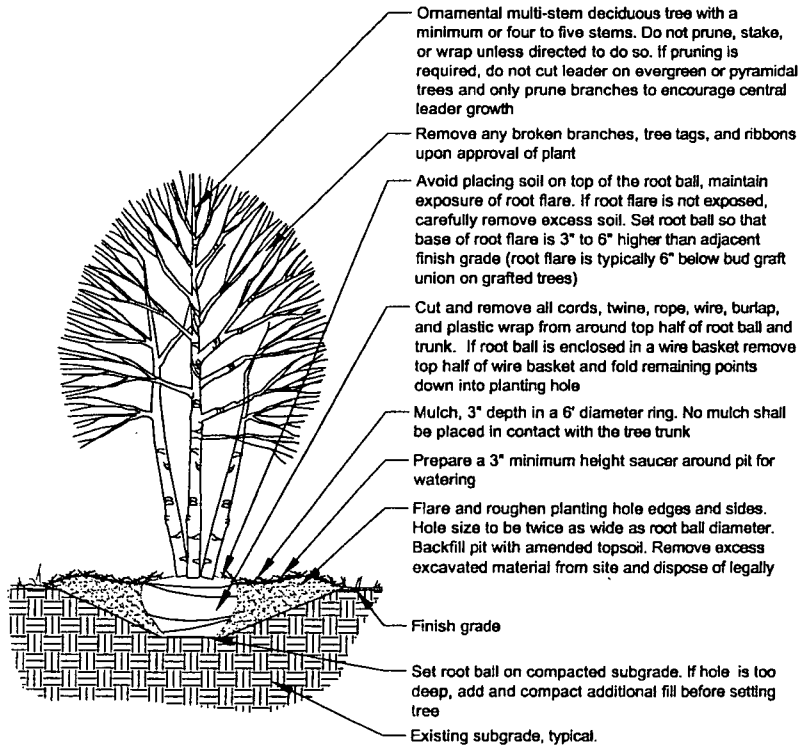 Ornamental multi-stem deciduous tree with a
minimum or four to five stems. Do not prune, stake,
or wrap unless directed to do so. If pruning is
required, do not cut leader on evergreen or pyramidal
trees and only prune branches to encourage central
leader growth
Remove any broken branches, tree tags, and ribbons
upon approval of plant
Avoid placing soil on top of the root ball, maintain
exposure of root flare. If root flare is not exposed,
carefully remove excess soil. Set root ball so that
base of root flare is 3" to 6" higher than adjacent
finish grade (root flare is typically 6" below bud graft
union on grafted trees)
Cut and remove all cords, twine, rope, wire, burlap,
and plastic wrap from around top half of root ball and
trunk. If root ball is enclosed in a wire basket remove
top half of wire basket and fold remaining points
down into planting hole
Mulch, 3" depth in a 6' diameter ring. No mulch shall
be placed in contact with the tree trunk
Prepare a 3" minimum height saucer around pit for
watering
Flare and roughen planting hole edges and sides.
Hole size to be twice as wide as root ball diameter.
Backfill pit with amended topsoil. Remove excess
excavated material from site and dispose of legally
Finish grade
Set root ball on compacted subgrade. If hole is too
deep, add and compact additional fill before setting
tree
Existing subgrade, typical.